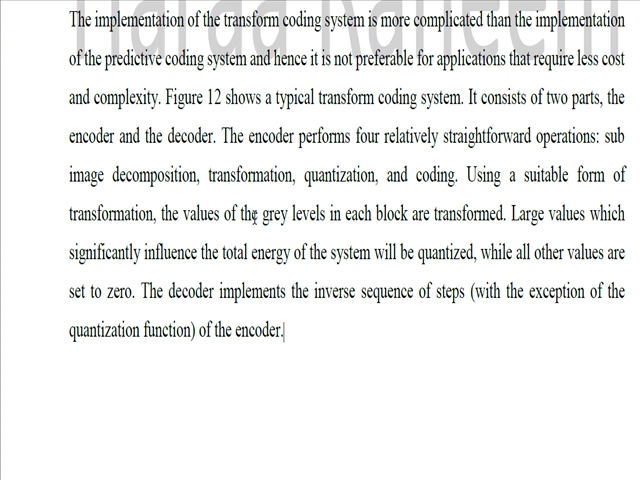 The implementation of the transform coding system is more complicated than the implementation
of the predictive coding system and hence it is not preferable for applications that require less cost
and complexity. Figure 12 shows a typical transform coding system. It consists of two parts, the
encoder and the decoder. The encoder performs four relatively straightforward operations: sub
image decomposition, transformation, quantization, and coding. Using a suitable form of
transformation, the values of the grey levels in each block are transformed. Large values which
significantly influence the total energy of the system will be quantized, while all other values are
set to zero. The decoder implements the inverse sequence of steps (with the exception of the
quantization function) of the encoder.